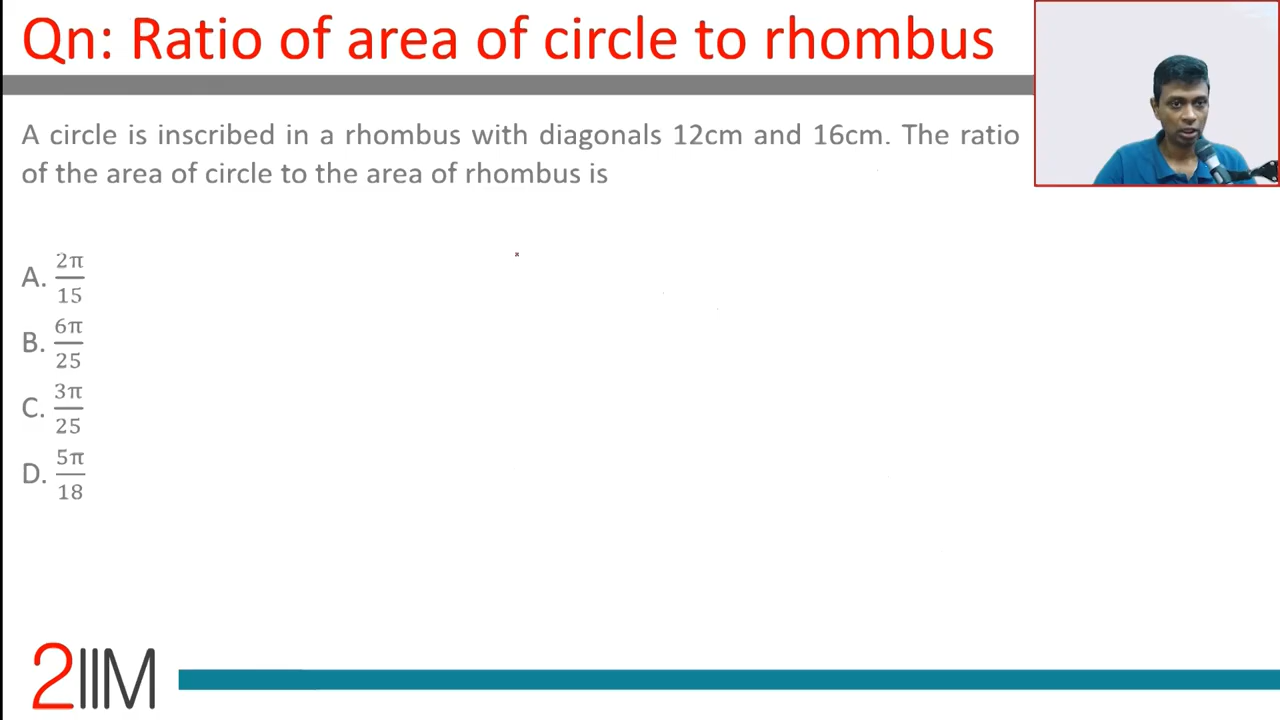 Qn: Ratio of area of circle to rhombus
A circle is inscribed in a rhombus with diagonals 12cm and 16cm. The ratio
of the area of circle to the area of rhombus is
A. 2π/15
B. 6π/25
C. 3π/25
D. 5π/18
2IIM